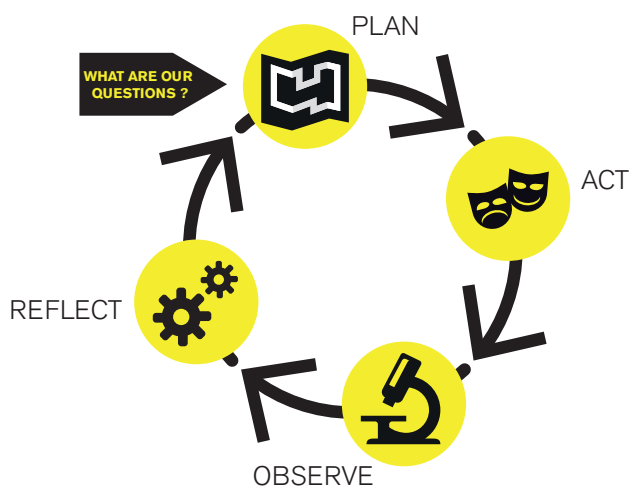 PLAN
WHAT ARE OUR
QUESTIONS ?
ACT
REFLECT
OBSERVE